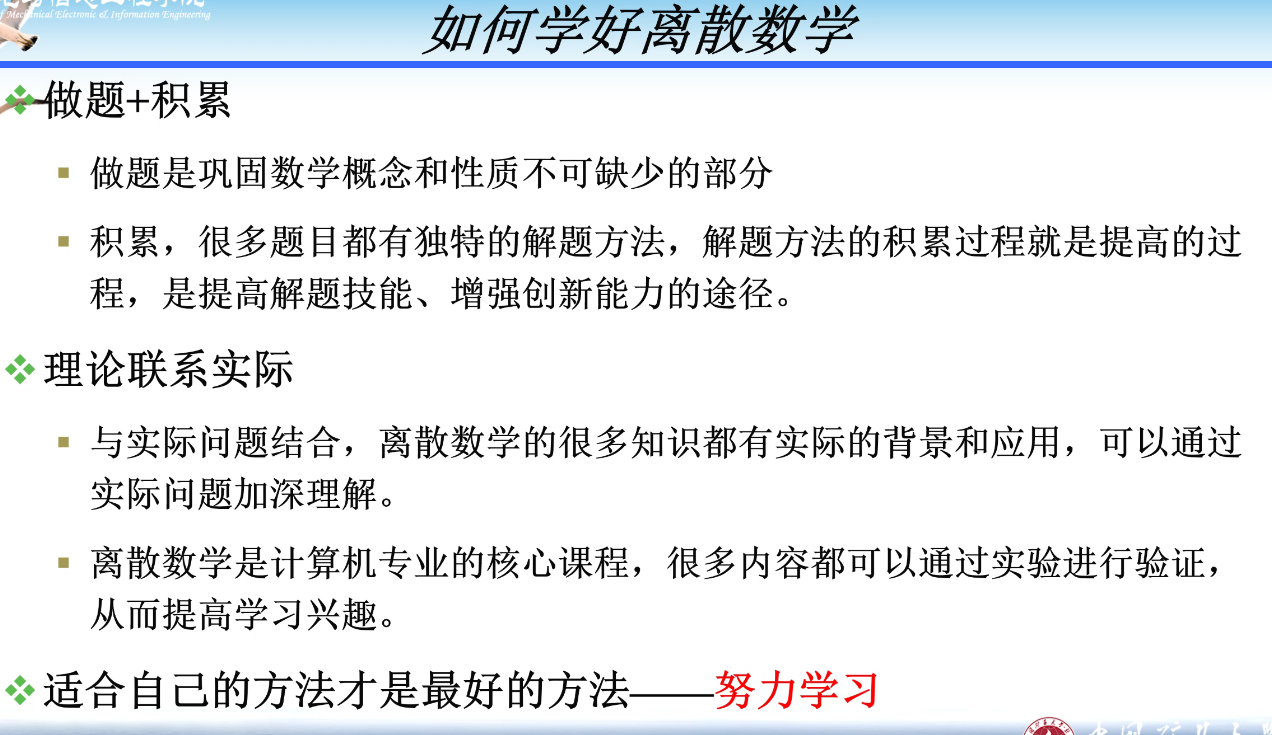 Mechanical Electronic & Information Engineering
如何学好离散数学
做题+积累
做题是巩固数学概念和性质不可缺少的部分
积累，很多题目都有独特的解题方法，解题方法的积累过程就是提高的过
程，是提高解题技能、增强创新能力的途径。
理论联系实际
与实际问题结合，离散数学的很多知识都有实际的背景和应用，可以通过
实际问题加深理解。
离散数学是计算机专业的核心课程，很多内容都可以通过实验进行验证，
从而提高学习兴趣。
适合自己的方法才是最好的方法——努力学习